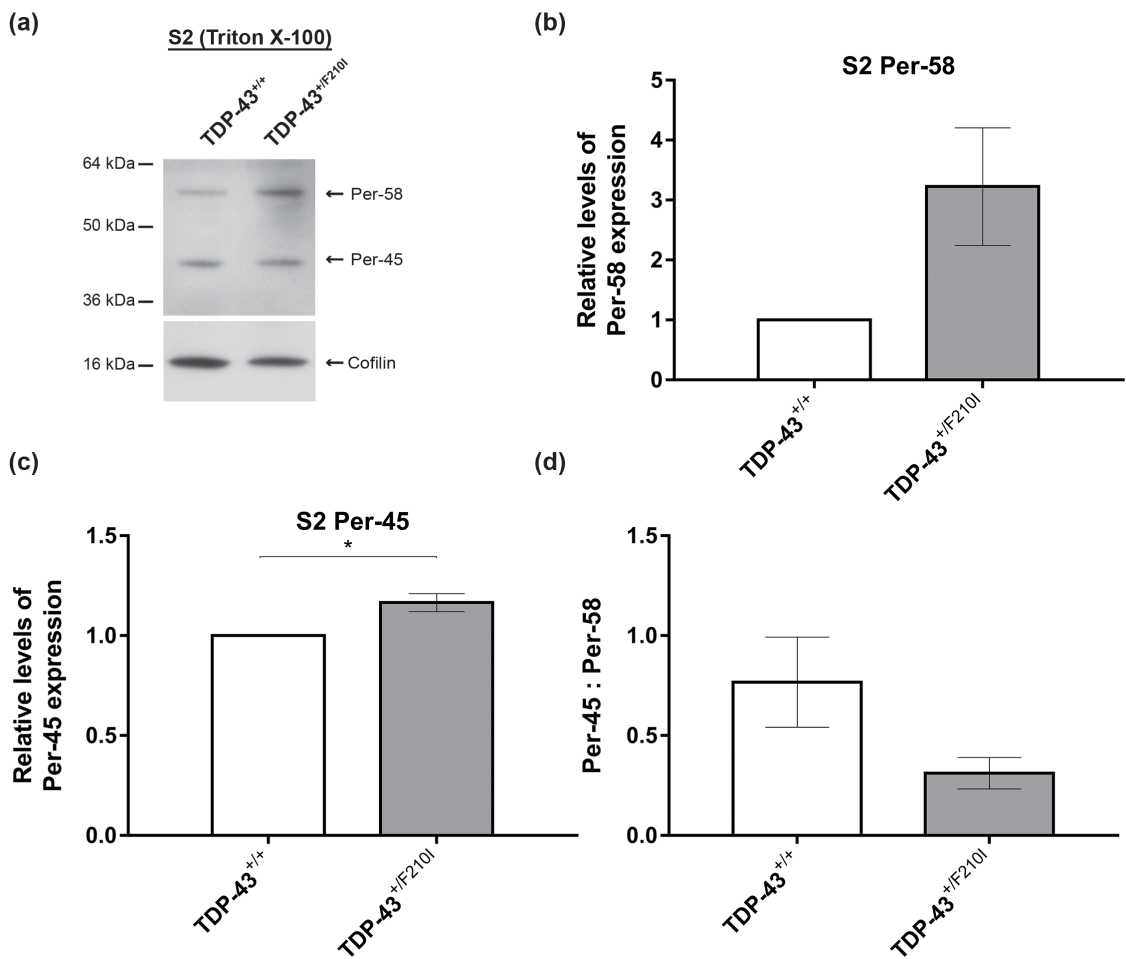 (a)
S2 (Triton X-100)
TDP-43+/+
TDP-43+/F210I
64 kDa
50 kDa
36 kDa
16 kDa
← Per-58
← Per-45
← Cofilin
(b)
S2 Per-58
Relative levels of
Per-58 expression
5
4
3
2
1
0
TDP-43+/+
TDP-43+/F210I
(c)
S2 Per-45
*
Relative levels of
Per-45 expression
1.5
1.0
0.5
0.0
TDP-43+/+
TDP-43+/F210I
(d)
Per-45 : Per-58
1.5
1.0
0.5
0.0
TDP-43+/+
TDP-43+/F210I